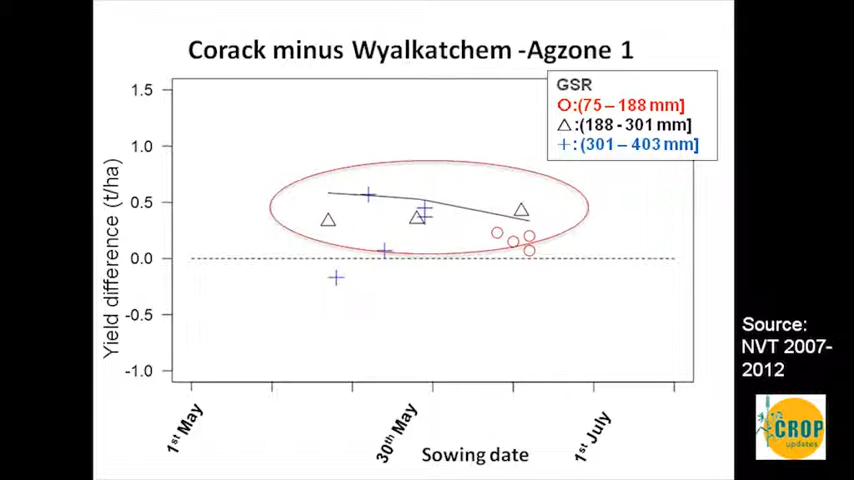 Corack minus Wyalkatchem -Agzone 1
GSR
O:(75 – 188 mm]
△:(188 - 301 mm]
+: (301 – 403 mm]
1.5
1.0
0.5
0.0
-0.5
-1.0
Yield difference (t/ha)
1st May
30th May
1st July
Sowing date
Source:
NVT 2007-
2012
CROP
updates